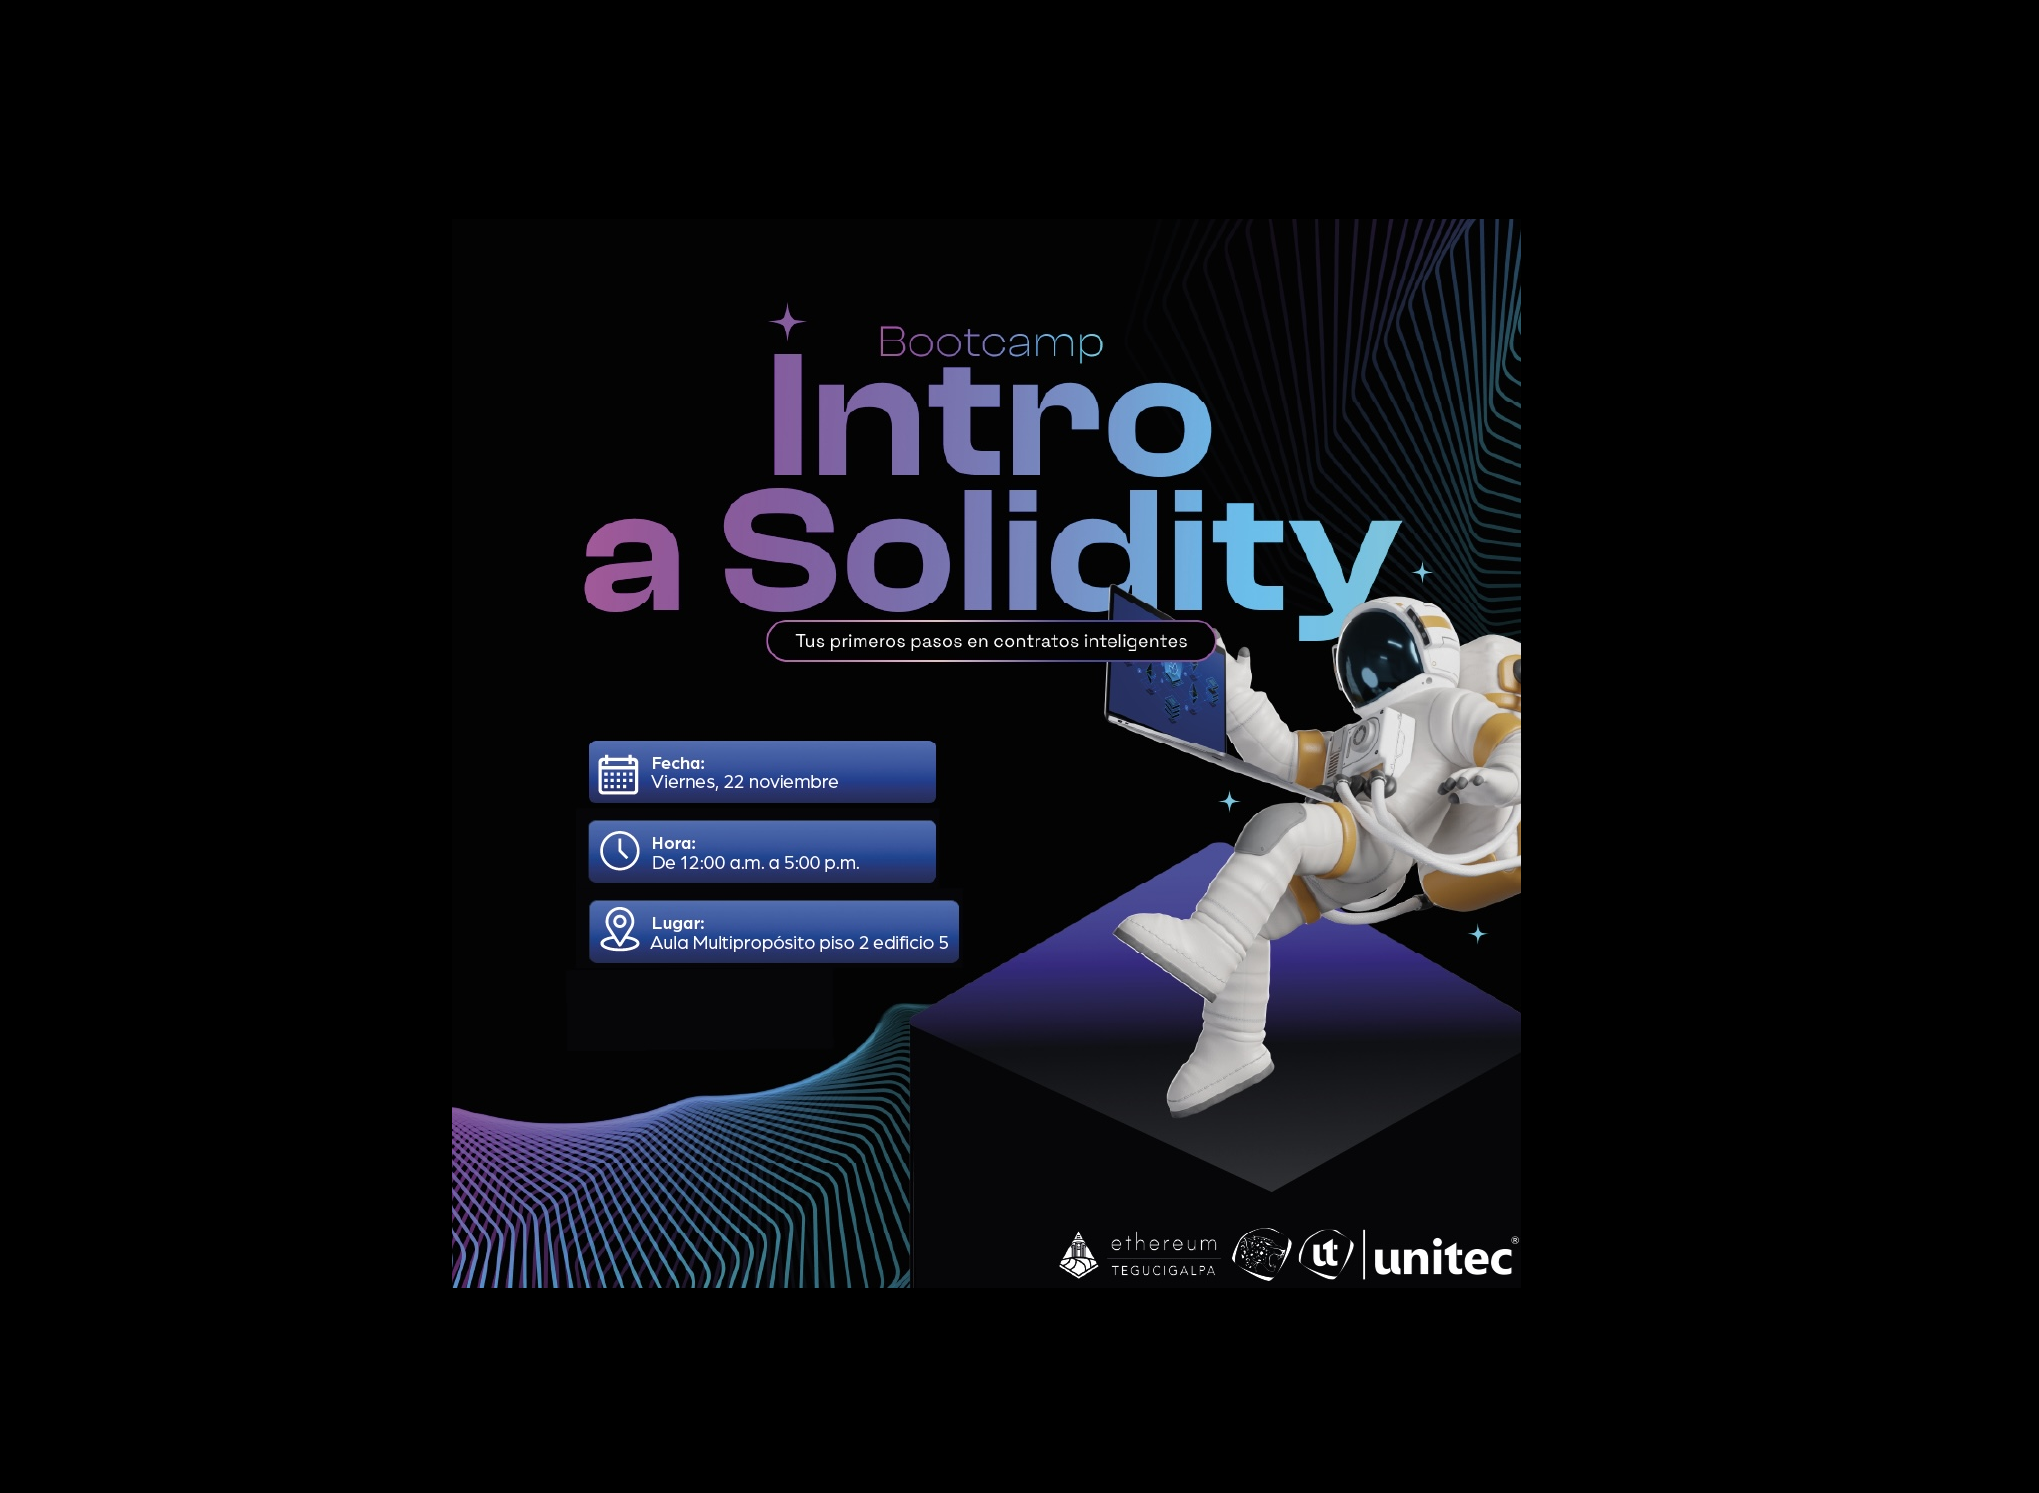 Bootcamp
Intro
a Solidity
Tus primeros pasos en contratos inteligentes
Fecha:
Viernes, 22 noviembre
Hora:
De 12:00 a.m. a 5:00 p.m.
Lugar:
Aula Multipropósito piso 2 edificio 5
ethereum
TEGUCIGALPA
ut
unitec®